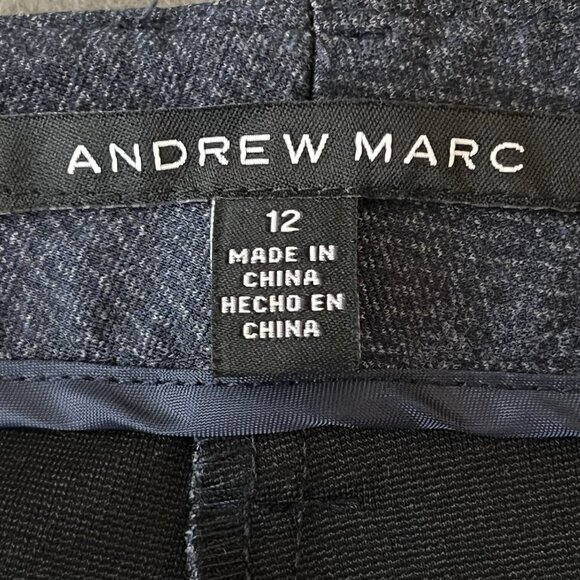 ANDREW MARC
12
MADE IN
CHINA
HECHO EN
CHINA